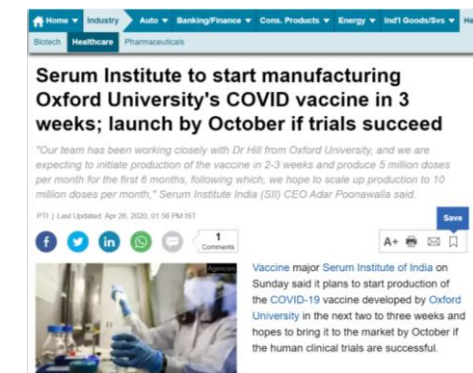 Home Industry Auto Banking/Finance Cons. Products Energy Ind'l Goods/Svs He
Biotech Healthcare Pharmaceuticals
Serum Institute to start manufacturing
Oxford University's COVID vaccine in 3
weeks; launch by October if trials succeed
"Our team has been working closely with Dr Hill from Oxford University, and we are
expecting to initiate production of the vaccine in 2-3 weeks and produce 5 million doses
per month for the first 6 months, following which, we hope to scale up production to 10
million doses per month," Serum Institute India (SII) CEO Adar Poonawalla said.
PTI | Last Updated: Apr 26, 2020, 01.56 PM IST
Save
1
Comments
A+
Agencies
Vaccine major Serum Institute of India on
Sunday said it plans to start production of
the COVID-19 vaccine developed by Oxford
University in the next two to three weeks and
hopes to bring it to the market by October if
the human clinical trials are successful.